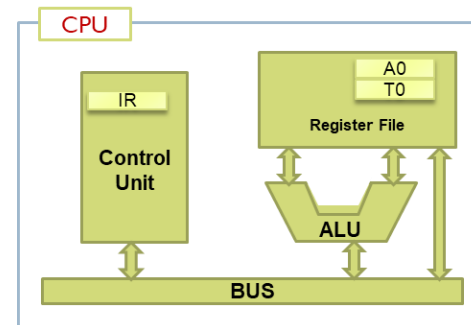 CPU
IR
Control
Unit
A0
T0
Register File
ALU
BUS